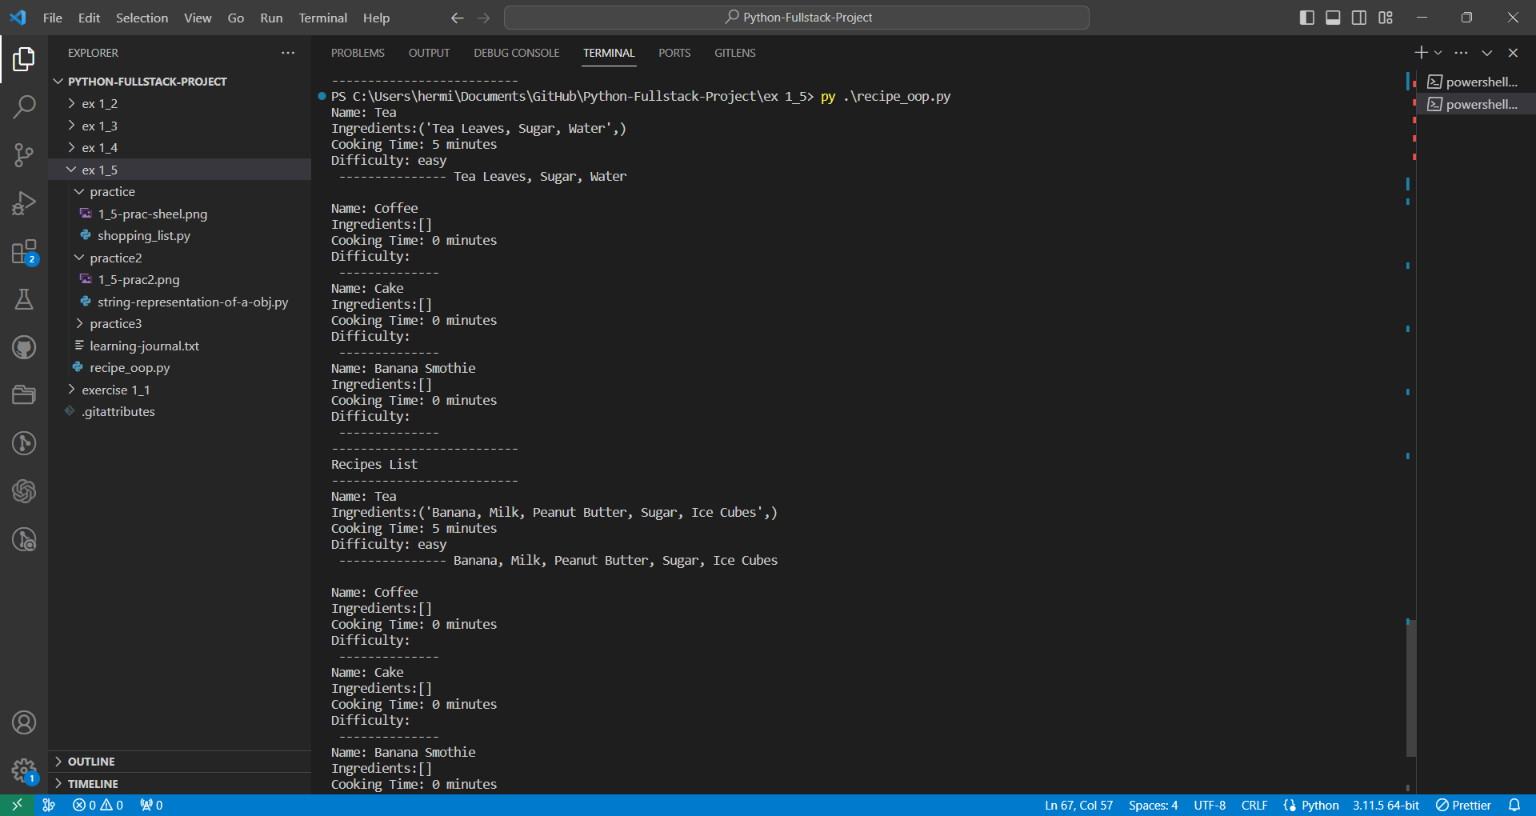 File Edit Selection View Go Run Terminal Help
Python-Fullstack-Project
EXPLORER
PYTHON-FULLSTACK-PROJECT
ex 1_2
ex 1_3
ex 1_4
ex 1_5
practice
1_5-prac-sheel.png
shopping_list.py
practice2
1_5-prac2.png
string-representation-of-a-obj.py
practice3
learning-journal.txt
recipe_oop.py
exercise 1_1
.gitattributes
OUTLINE
TIMELINE
2
1
PROBLEMS OUTPUT DEBUG CONSOLE TERMINAL PORTS GITLENS
--------------------------
PS C:\Users\hermi\Documents\GitHub\Python-Fullstack-Project\ex 1_5> py .\recipe_oop.py
Name: Tea
Ingredients:('Tea Leaves, Sugar, Water',)
Cooking Time: 5 minutes
Difficulty: easy
--------------- Tea Leaves, Sugar, Water
Name: Coffee
Ingredients:[]
Cooking Time: 0 minutes
Difficulty:
--------------
Name: Cake
Ingredients:[]
Cooking Time: 0 minutes
Difficulty:
--------------
Name: Banana Smothie
Ingredients:[]
Cooking Time: 0 minutes
Difficulty:
--------------
--------------------------
Recipes List
--------------------------
Name: Tea
Ingredients:('Banana, Milk, Peanut Butter, Sugar, Ice Cubes',)
Cooking Time: 5 minutes
Difficulty: easy
--------------- Banana, Milk, Peanut Butter, Sugar, Ice Cubes
Name: Coffee
Ingredients:[]
Cooking Time: 0 minutes
Difficulty:
--------------
Name: Cake
Ingredients:[]
Cooking Time: 0 minutes
Difficulty:
--------------
Name: Banana Smothie
Ingredients:[]
Cooking Time: 0 minutes
powershell...
powershell...
0 0 0 Ln 67, Col 57 Spaces: 4 UTF-8 CRLF Python 3.11.5 64-bit Prettier